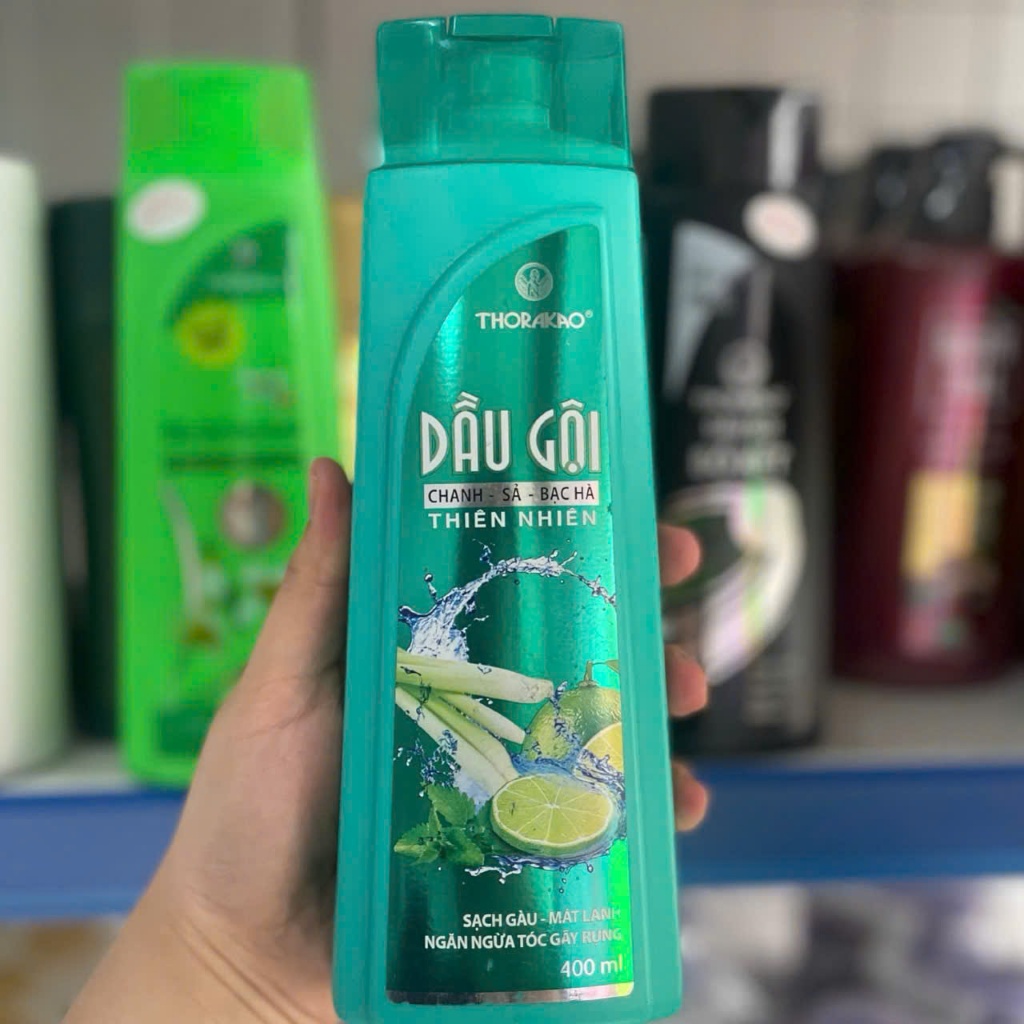 THORAKAO®
DẦU GỘI
CHANH - SẢ - BẠC HÀ
THIÊN NHIÊN
SẠCH GÀU - MÁT LẠNH
NGĂN NGỪA TÓC GÃY RỤNG
400 ml